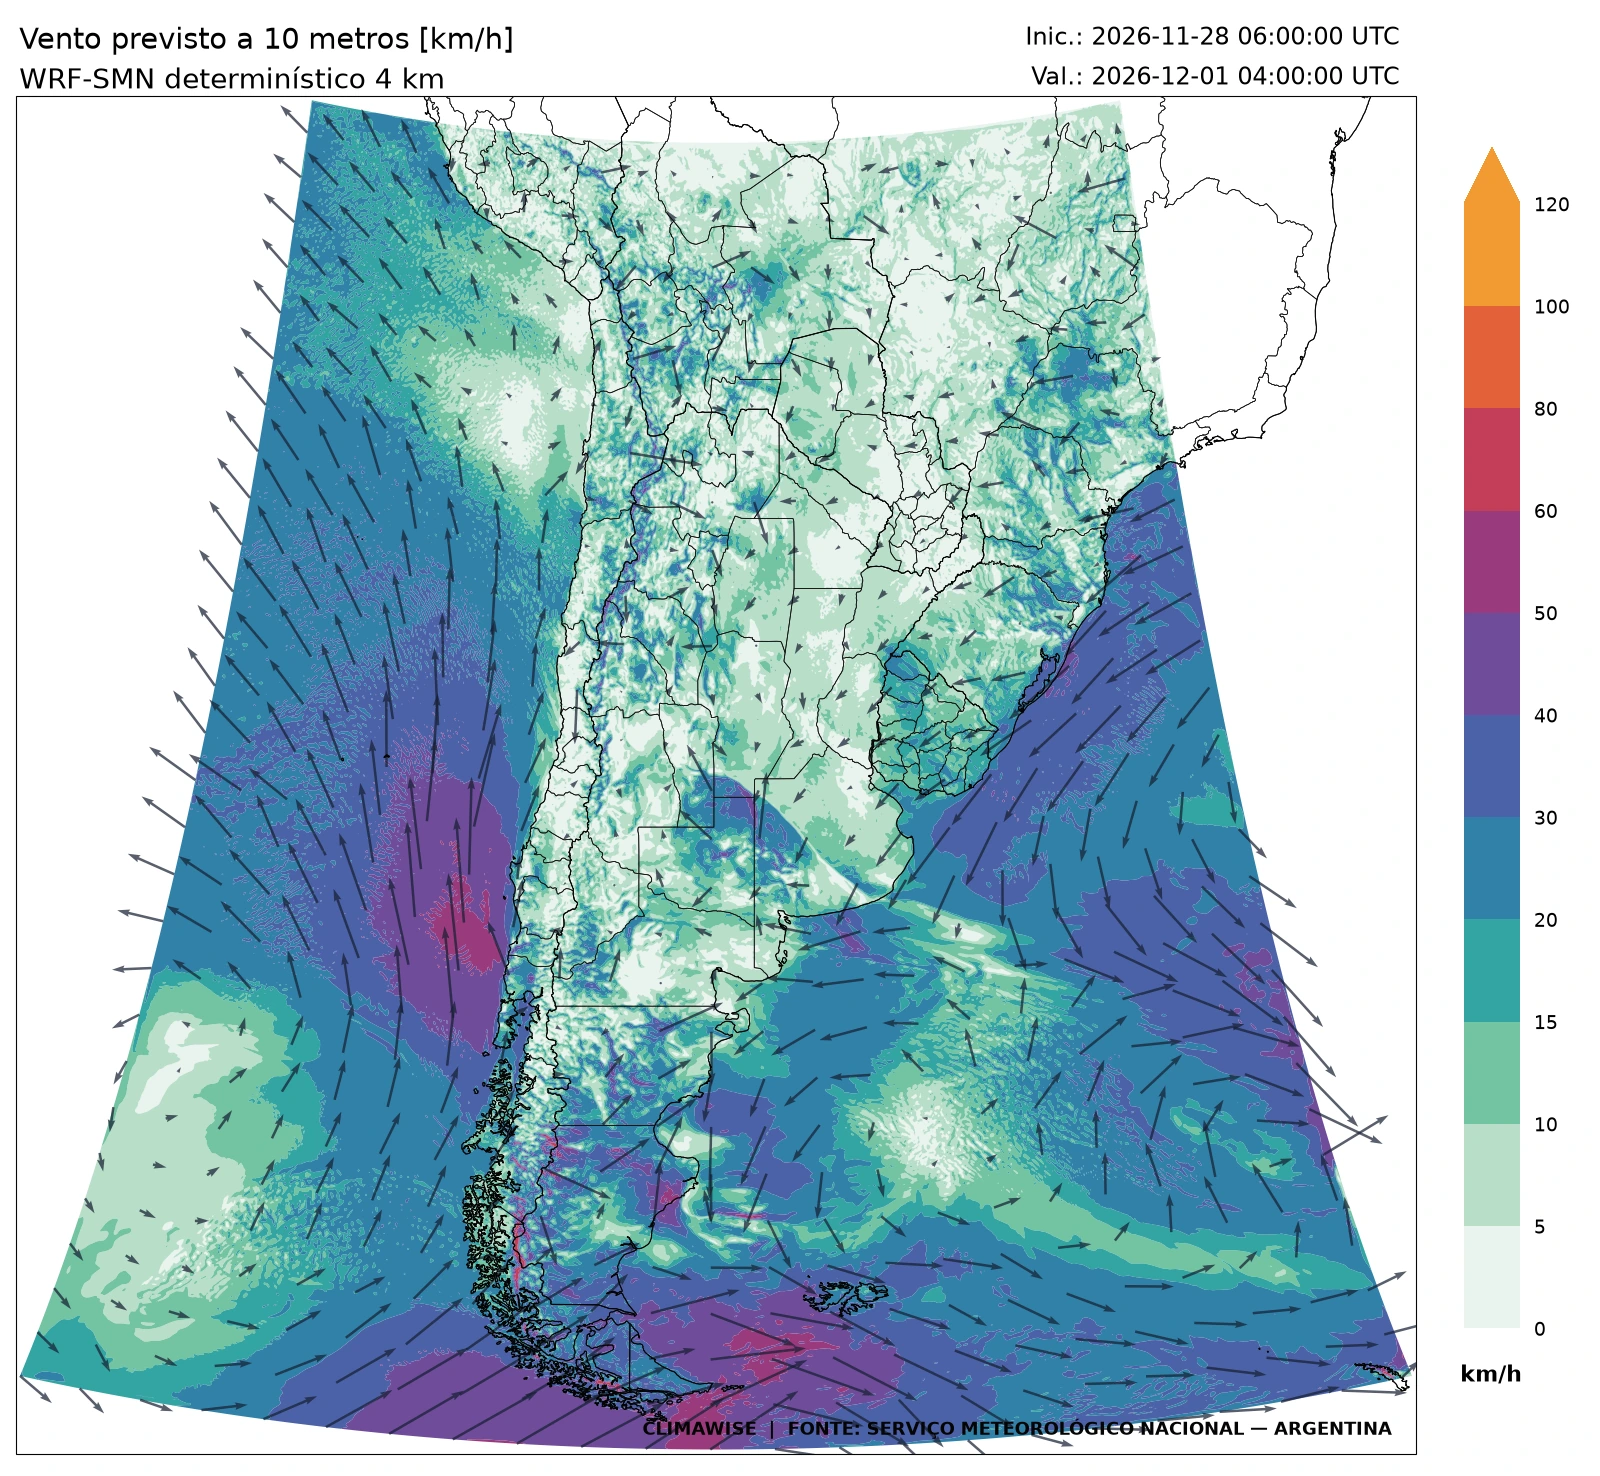 Vento previsto a 10 metros [km/h]
WRF-SMN determinístico 4 km
Inic.: 2026-11-28 06:00:00 UTC
Val.: 2026-12-01 04:00:00 UTC
120
100
80
60
50
40
30
20
15
10
5
0
km/h
CLIMAWISE | FONTE: SERVIÇO METEOROLÓGICO NACIONAL — ARGENTINA